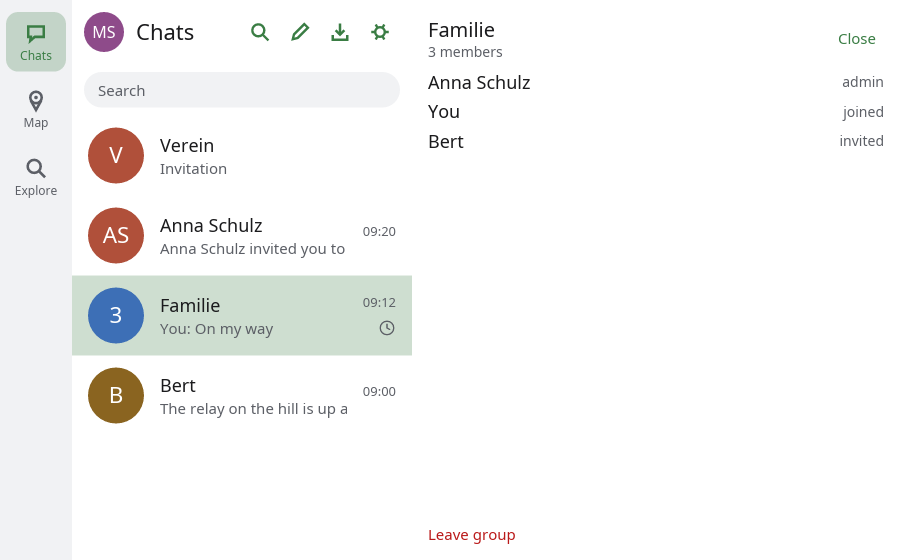 Chats
Map
Explore
MS
Chats
Search
V
Verein
Invitation
AS
Anna Schulz
09:20
Anna Schulz invited you to
3
Familie
09:12
You: On my way
B
Bert
09:00
The relay on the hill is up a
Familie
3 members
Close
Anna Schulz
admin
You
joined
Bert
invited
Leave group